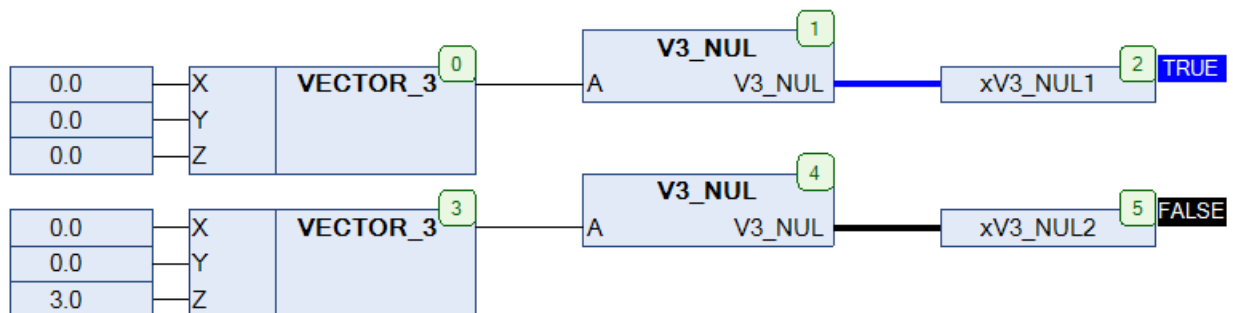 V3_NUL 1
0.0 X VECTOR_3 0 A V3_NUL xV3_NUL1 2 TRUE
0.0 Y
0.0 Z
V3_NUL 4
0.0 X VECTOR_3 3 A V3_NUL xV3_NUL2 5 FALSE
0.0 Y
3.0 Z